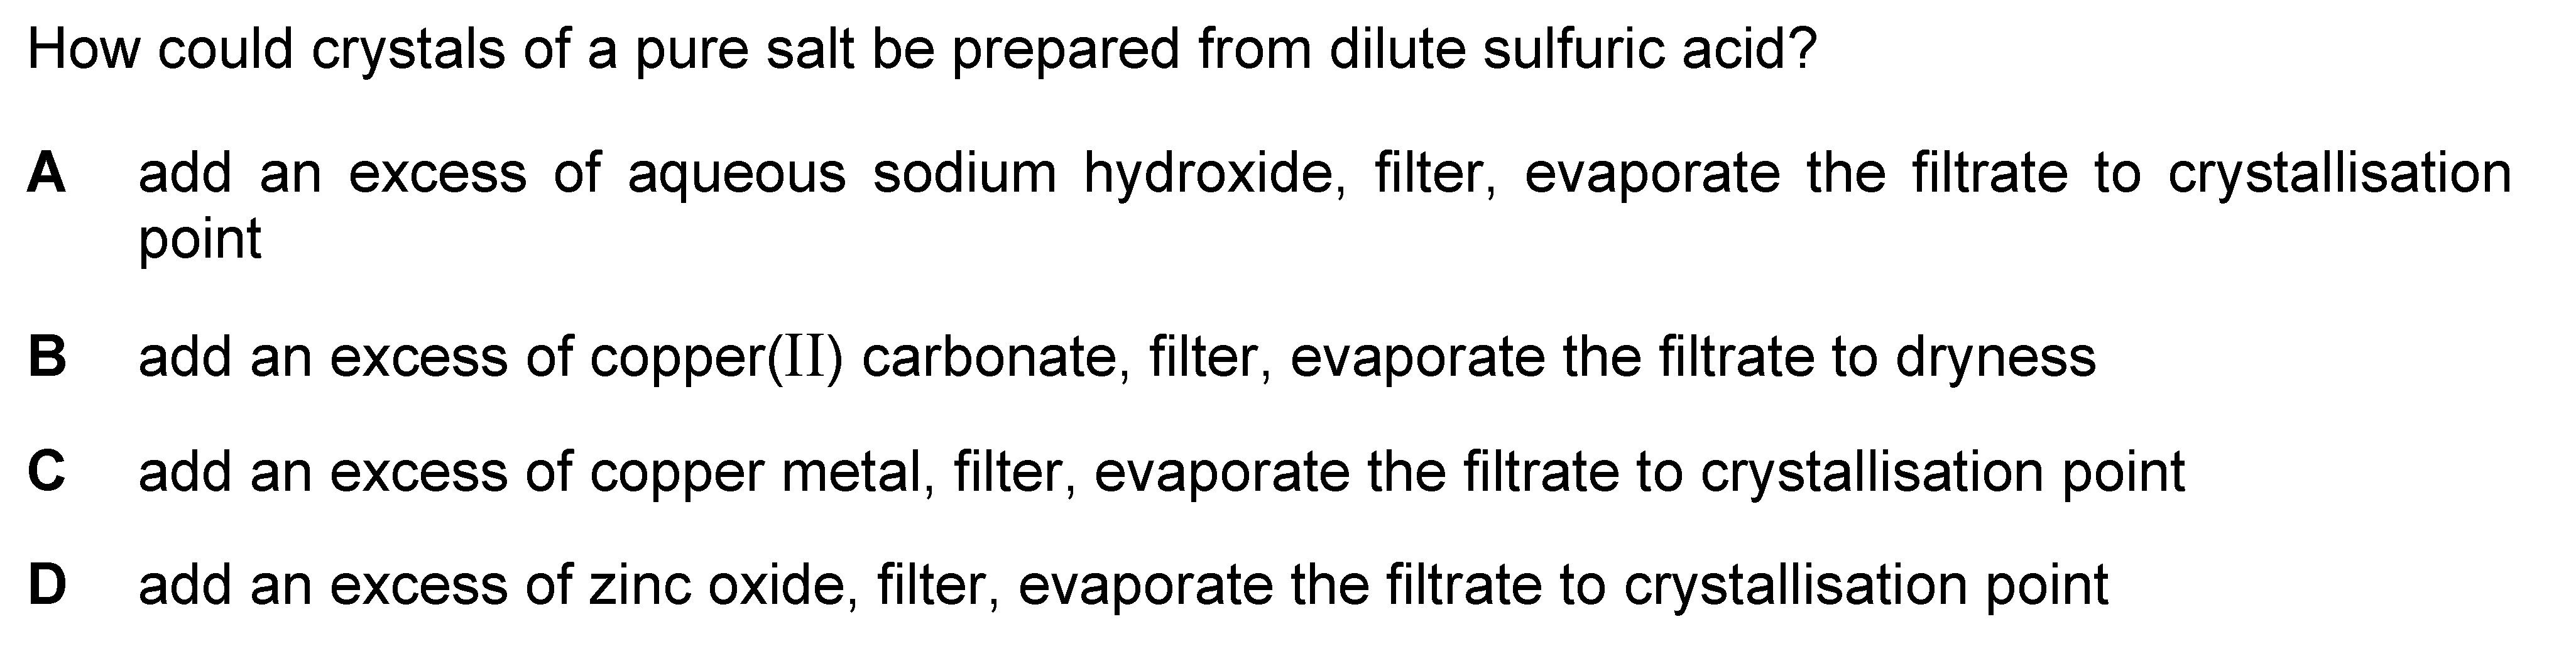 How could crystals of a pure salt be prepared from dilute sulfuric acid?
A add an excess of aqueous sodium hydroxide, filter, evaporate the filtrate to crystallisation
point
B add an excess of copper(II) carbonate, filter, evaporate the filtrate to dryness
C add an excess of copper metal, filter, evaporate the filtrate to crystallisation point
D add an excess of zinc oxide, filter, evaporate the filtrate to crystallisation point